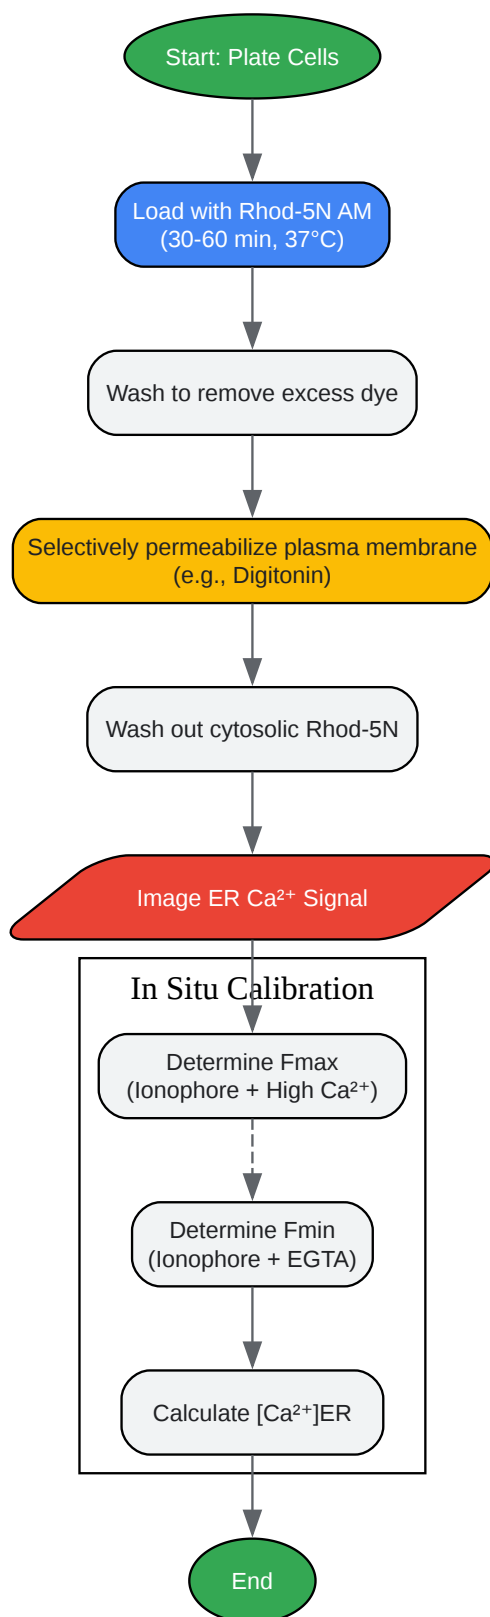 Start: Plate Cells
Load with Rhod-5N AM
(30-60 min, 37°C)
Wash to remove excess dye
Selectively permeabilize plasma membrane
(e.g., Digitonin)
Wash out cytosolic Rhod-5N
Image ER Ca²⁺ Signal
In Situ Calibration
Determine Fmax
(Ionophore + High Ca²⁺)
Determine Fmin
(Ionophore + EGTA)
Calculate [Ca²⁺]ER
End